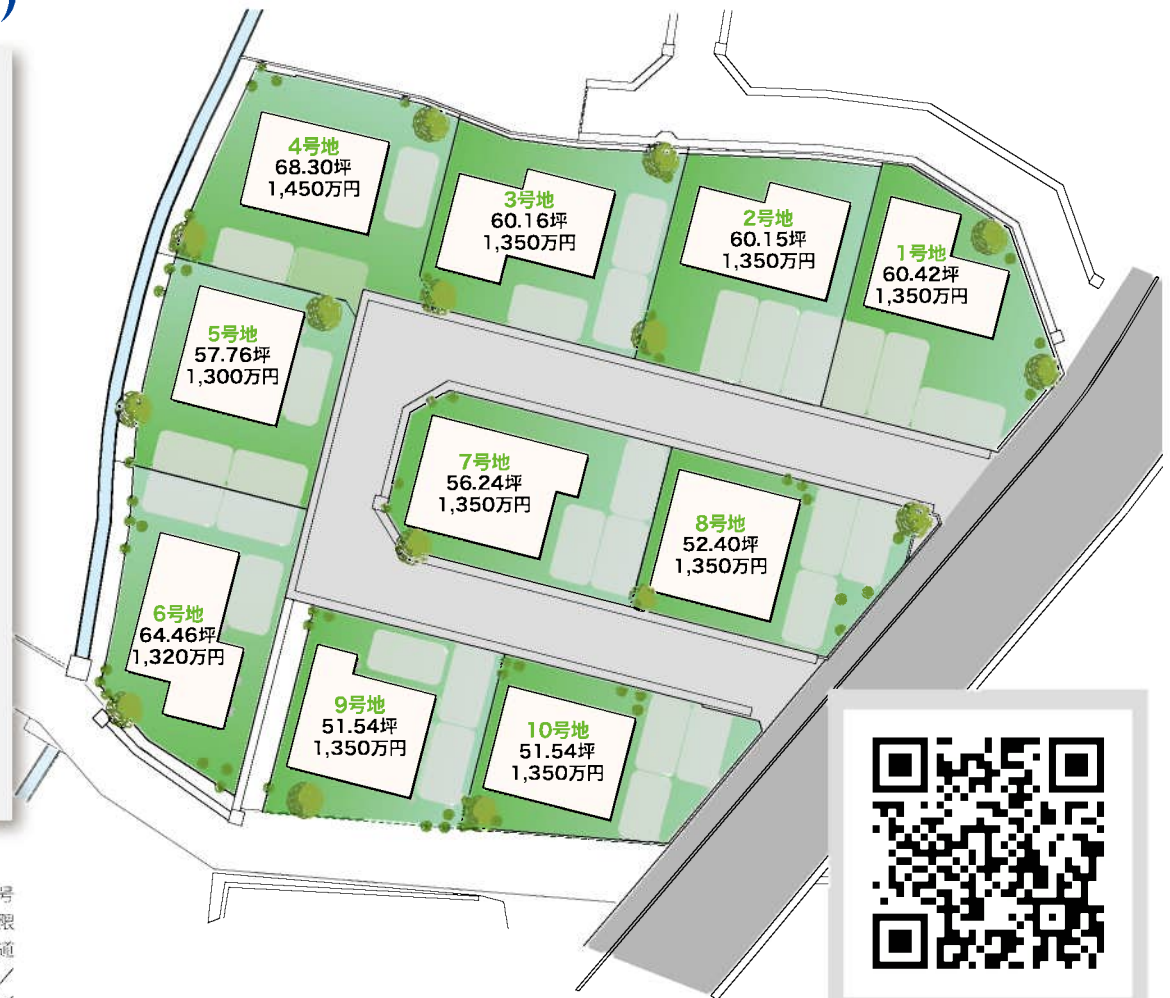 4号地
68.30坪
1,450万円
3号地
60.16坪
1,350万円
2号地
60.15坪
1,350万円
1号地
60.42坪
1,350万円
5号地
57.76坪
1,300万円
7号地
56.24坪
1,350万円
8号地
52.40坪
1,350万円
6号地
64.46坪
1,320万円
9号地
51.54坪
1,350万円
10号地
51.54坪
1,350万円
号
限
道